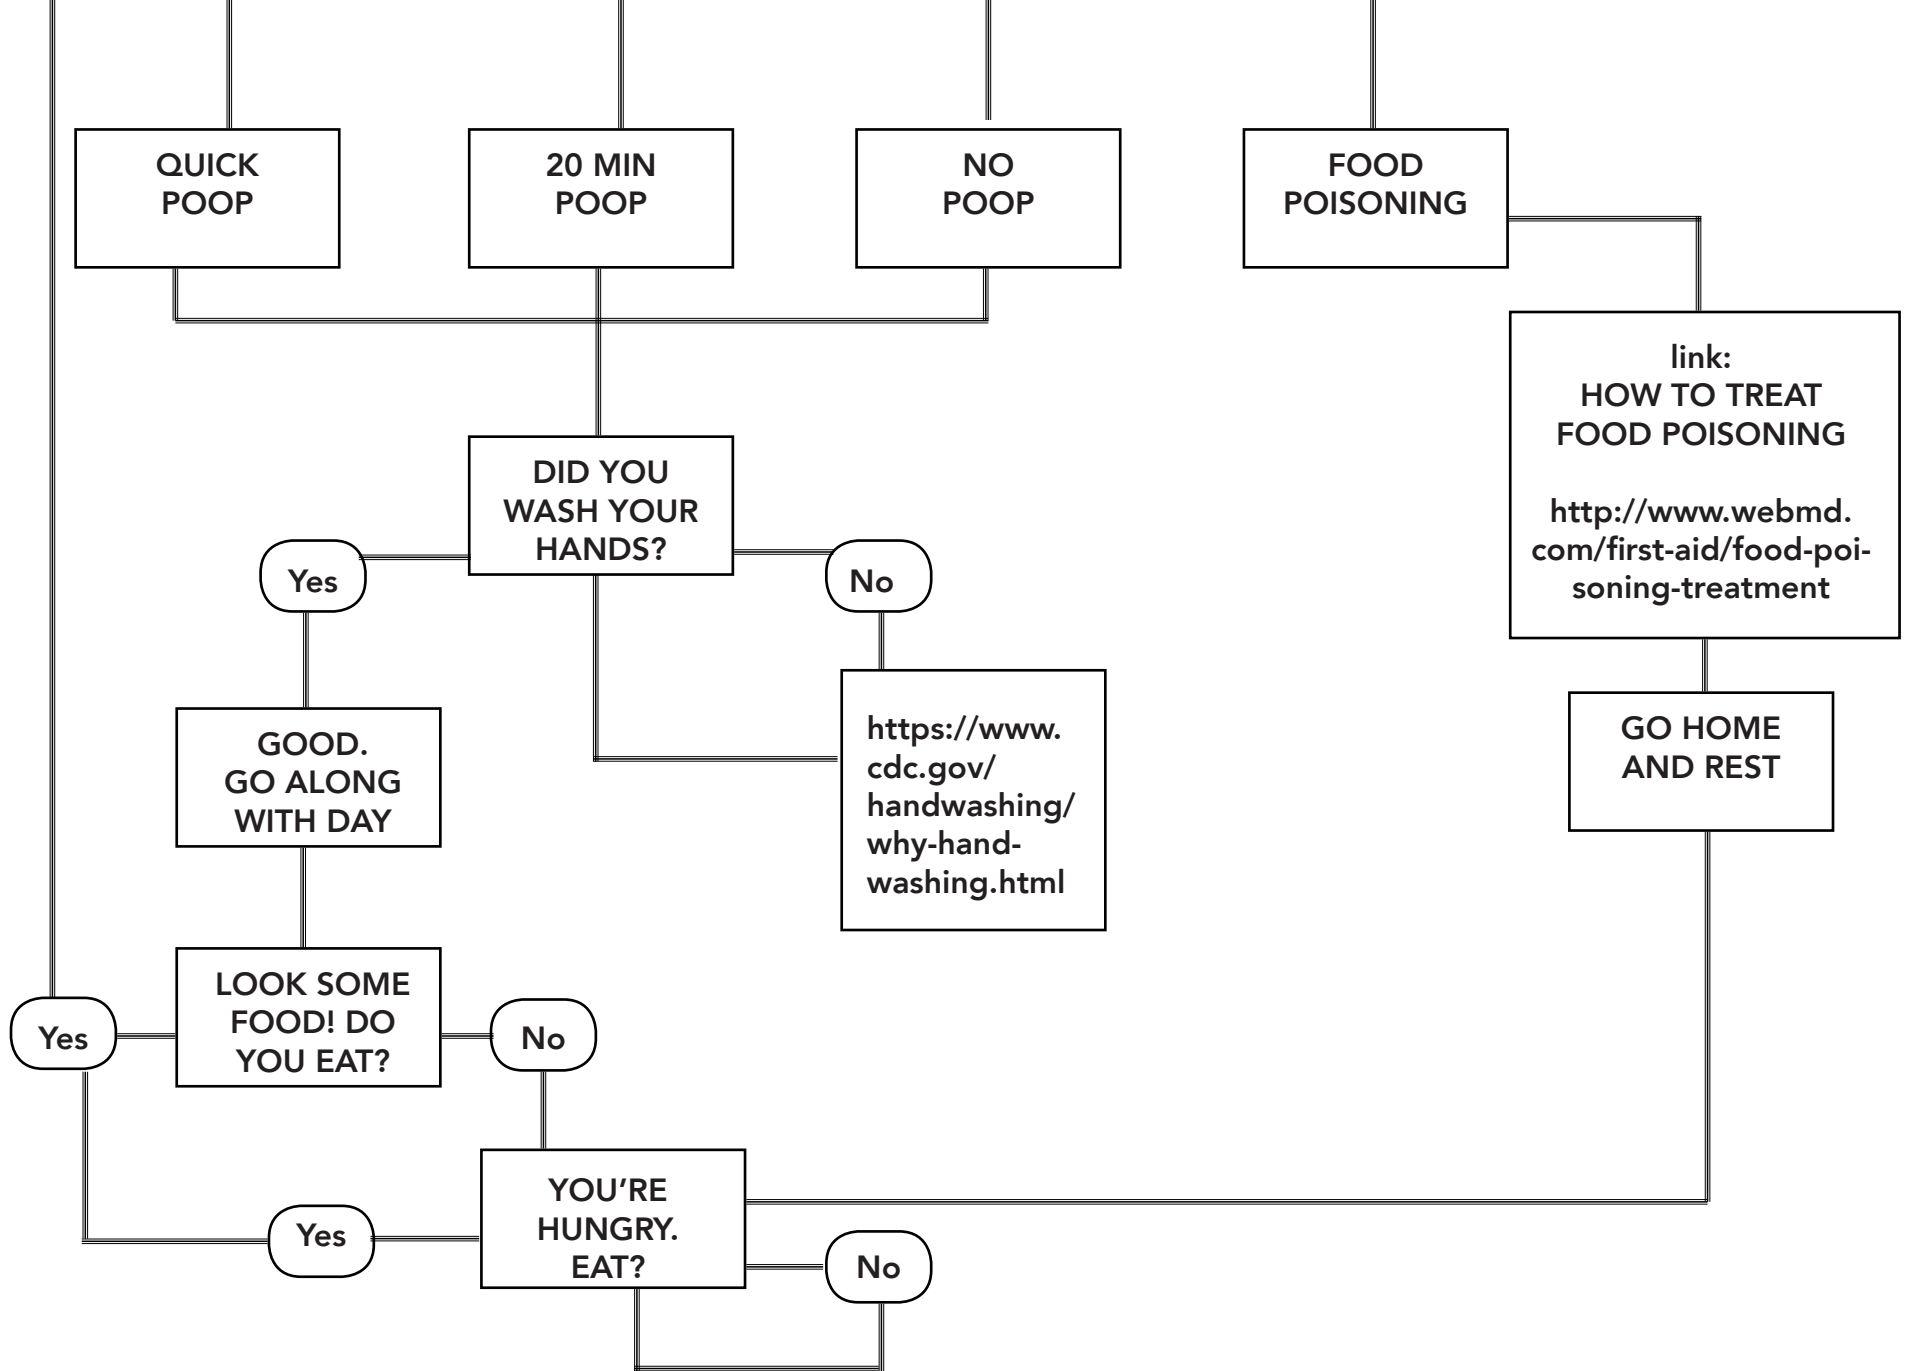 QUICK
POOP
20 MIN
POOP
NO
POOP
FOOD
POISONING
link:
HOW TO TREAT
FOOD POISONING
http://www.webmd.
com/first-aid/food-poi-
soning-treatment
DID YOU
WASH YOUR
HANDS?
Yes
No
https://www.
cdc.gov/
handwashing/
why-hand-
washing.html
GO HOME
AND REST
GOOD.
GO ALONG
WITH DAY
LOOK SOME
FOOD! DO
YOU EAT?
Yes
No
YOU’RE
HUNGRY.
EAT?
Yes
No